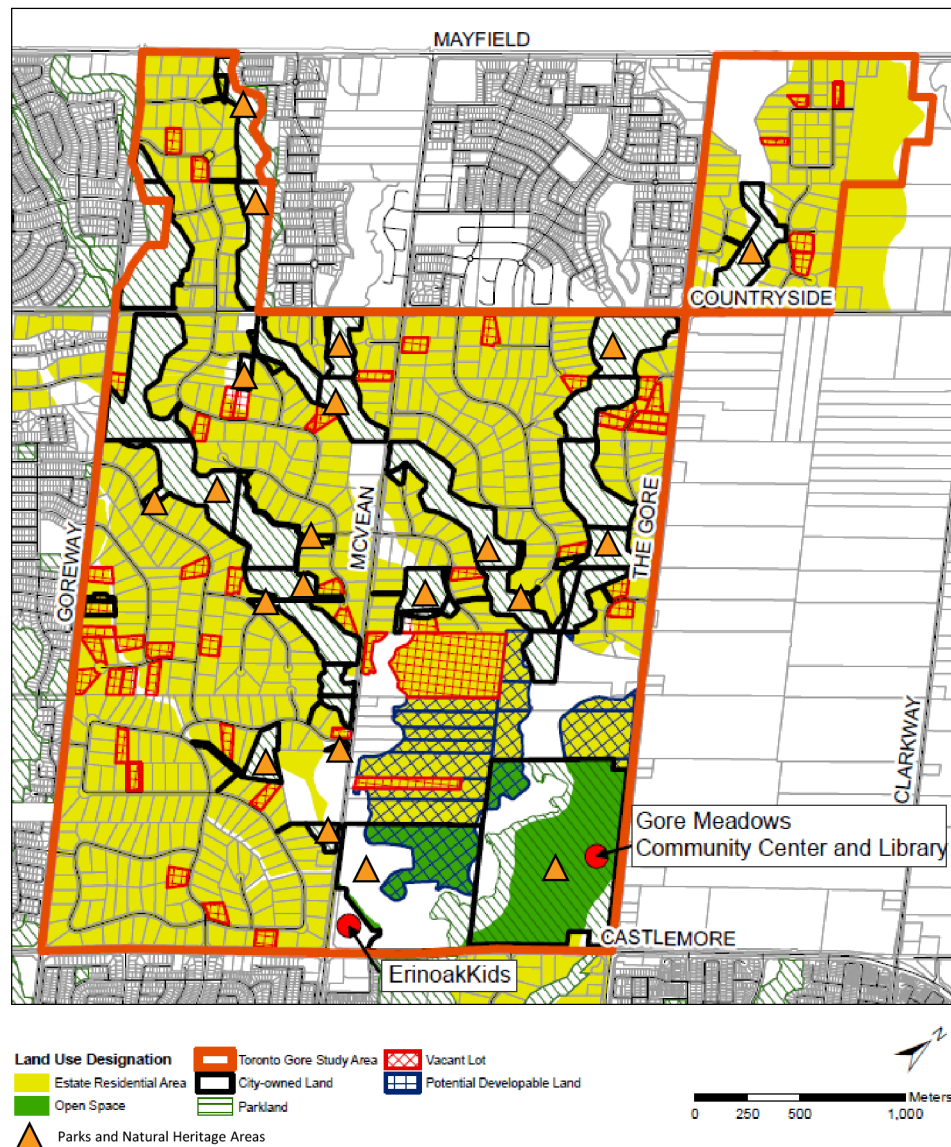 MAYFIELD
COUNTRYSIDE
MCVEAN
THE GORE
GOREWAY
CLARKWAY
Gore Meadows
Community Center and Library
CASTLEMORE
ErinoakKids
Land Use Designation
Estate Residential Area
Open Space
Toronto Gore Study Area
City-owned Land
Parkland
Vacant Lot
Potential Developable Land
Parks and Natural Heritage Areas
N
Meters
0 250 500 1,000